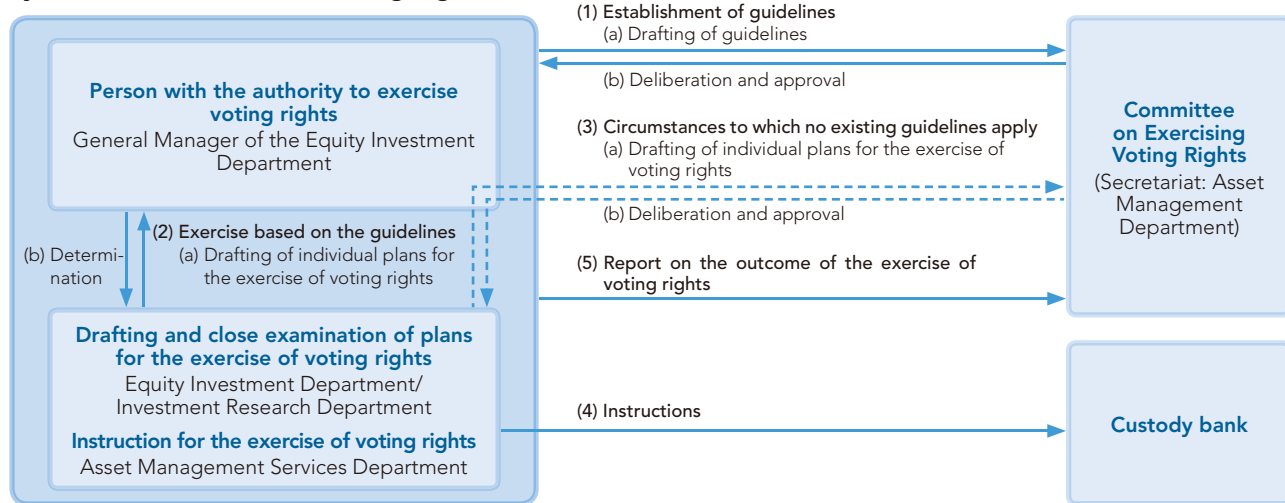 Person with the authority to exercise
voting rights
General Manager of the Equity Investment
Department
(b) Determi-
nation
(2) Exercise based on the guidelines
(a) Drafting of individual plans for
the exercise of voting rights
Drafting and close examination of plans
for the exercise of voting rights
Equity Investment Department/
Investment Research Department
Instruction for the exercise of voting rights
Asset Management Services Department
(1) Establishment of guidelines
(a) Drafting of guidelines
(b) Deliberation and approval
(3) Circumstances to which no existing guidelines apply
(a) Drafting of individual plans for the exercise of
voting rights
(b) Deliberation and approval
(5) Report on the outcome of the exercise of
voting rights
(4) Instructions
Committee
on Exercising
Voting Rights
(Secretariat: Asset
Management
Department)
Custody bank